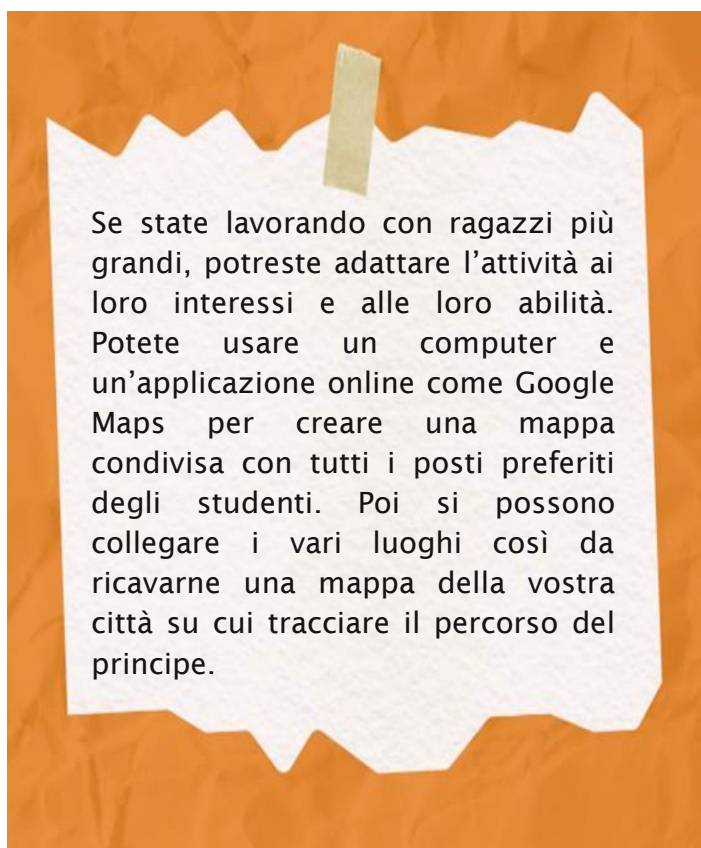 Se state lavorando con ragazzi più
grandi, potreste adattare l’attività ai
loro interessi e alle loro abilità.
Potete usare un computer e
un’applicazione online come Google
Maps per creare una mappa
condivisa con tutti i posti preferiti
degli studenti. Poi si possono
collegare i vari luoghi così da
ricavarne una mappa della vostra
città su cui tracciare il percorso del
principe.